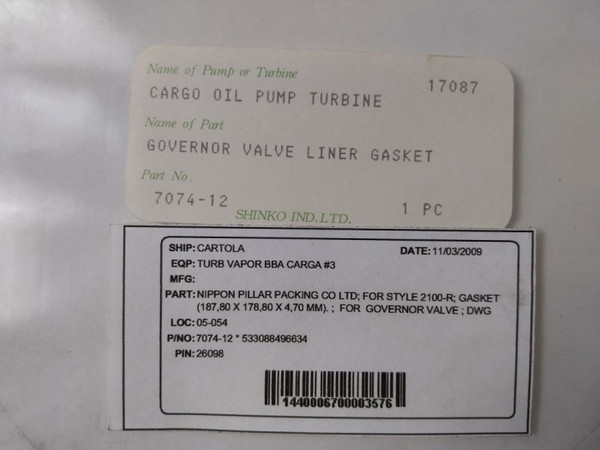 Name of Pump or Turbine
17087
CARGO OIL PUMP TURBINE
Name of Part
GOVERNOR VALVE LINER GASKET
Part No.
7074-12
1 PC
SHINKO IND. LTD.
SHIP: CARTOLA DATE: 11/03/2009
EQP: TURB VAPOR BBA CARGA #3
MFG:
PART: NIPPON PILLAR PACKING CO LTD; FOR STYLE 2100-R; GASKET
(187,80 X 178,80 X 4,70 MM). ; FOR GOVERNOR VALVE ; DWG
LOC: 05-054
P/NO: 7074-12 * 533088496634
PIN: 26098
1440006700003576